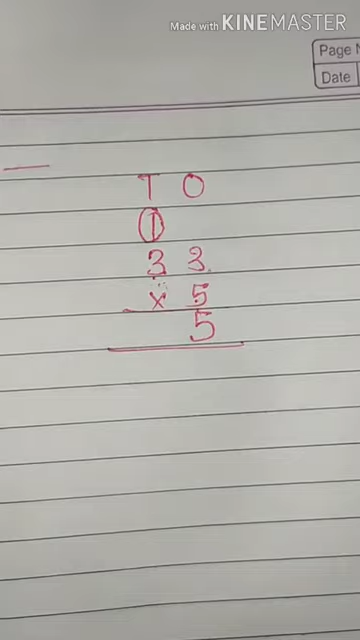 Made with KINEMASTER
Page N
Date
T O
1
3 3
x 5
5